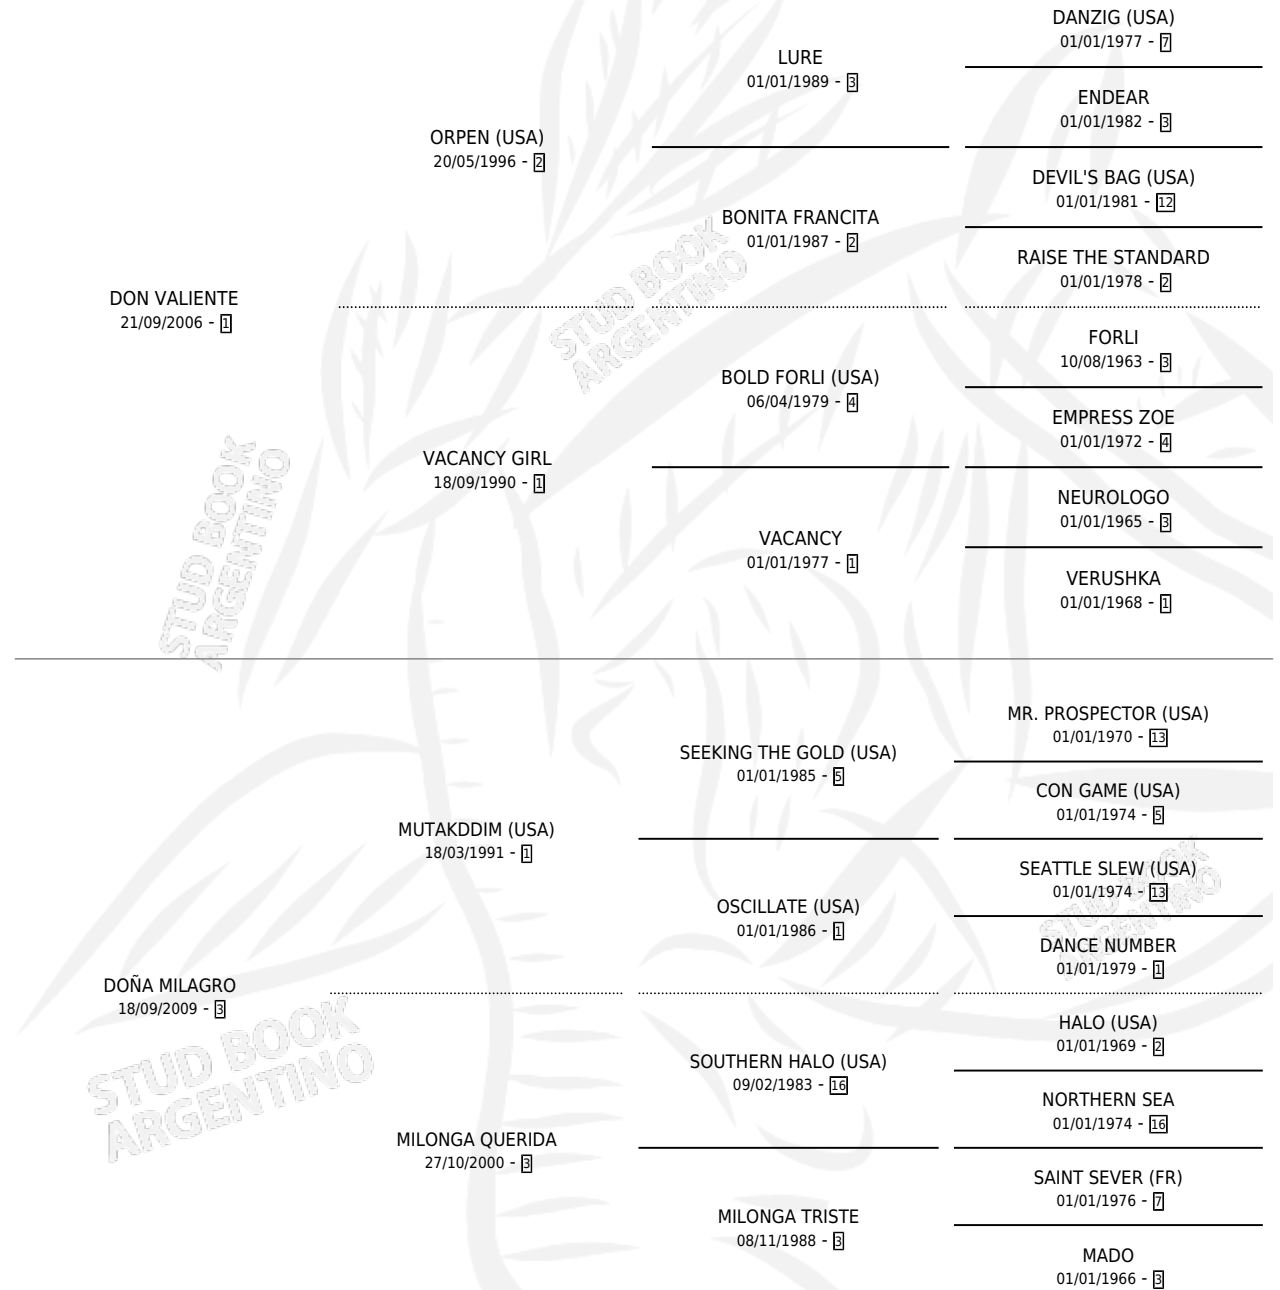 DANZIG (USA)
01/01/1977 - 7
LURE
01/01/1989 - 3
ENDEAR
01/01/1982 - 3
ORPEN (USA)
20/05/1996 - 2
DEVIL'S BAG (USA)
01/01/1981 - 12
BONITA FRANCITA
01/01/1987 - 2
RAISE THE STANDARD
01/01/1978 - 2
DON VALIENTE
21/09/2006 - 1
FORLI
10/08/1963 - 3
BOLD FORLI (USA)
06/04/1979 - 4
EMPRESS ZOE
01/01/1972 - 4
VACANCY GIRL
18/09/1990 - 1
NEUROLOGO
01/01/1965 - 3
VACANCY
01/01/1977 - 1
VERUSHKA
01/01/1968 - 1
STUD BOOK
ARGENTINO
STUD BOOK
ARGENTINO
MR. PROSPECTOR (USA)
01/01/1970 - 13
SEEKING THE GOLD (USA)
01/01/1985 - 5
CON GAME (USA)
01/01/1974 - 5
MUTAKDDIM (USA)
18/03/1991 - 1
SEATTLE SLEW (USA)
01/01/1974 - 13
OSCILLATE (USA)
01/01/1986 - 1
DANCE NUMBER
01/01/1979 - 1
DOÑA MILAGRO
18/09/2009 - 3
HALO (USA)
01/01/1969 - 2
SOUTHERN HALO (USA)
09/02/1983 - 16
NORTHERN SEA
01/01/1974 - 16
MILONGA QUERIDA
27/10/2000 - 3
SAINT SEVER (FR)
01/01/1976 - 7
MILONGA TRISTE
08/11/1988 - 3
MADO
01/01/1966 - 3
STUD BOOK
ARGENTINO
STUD BOOK
ARGENTINO